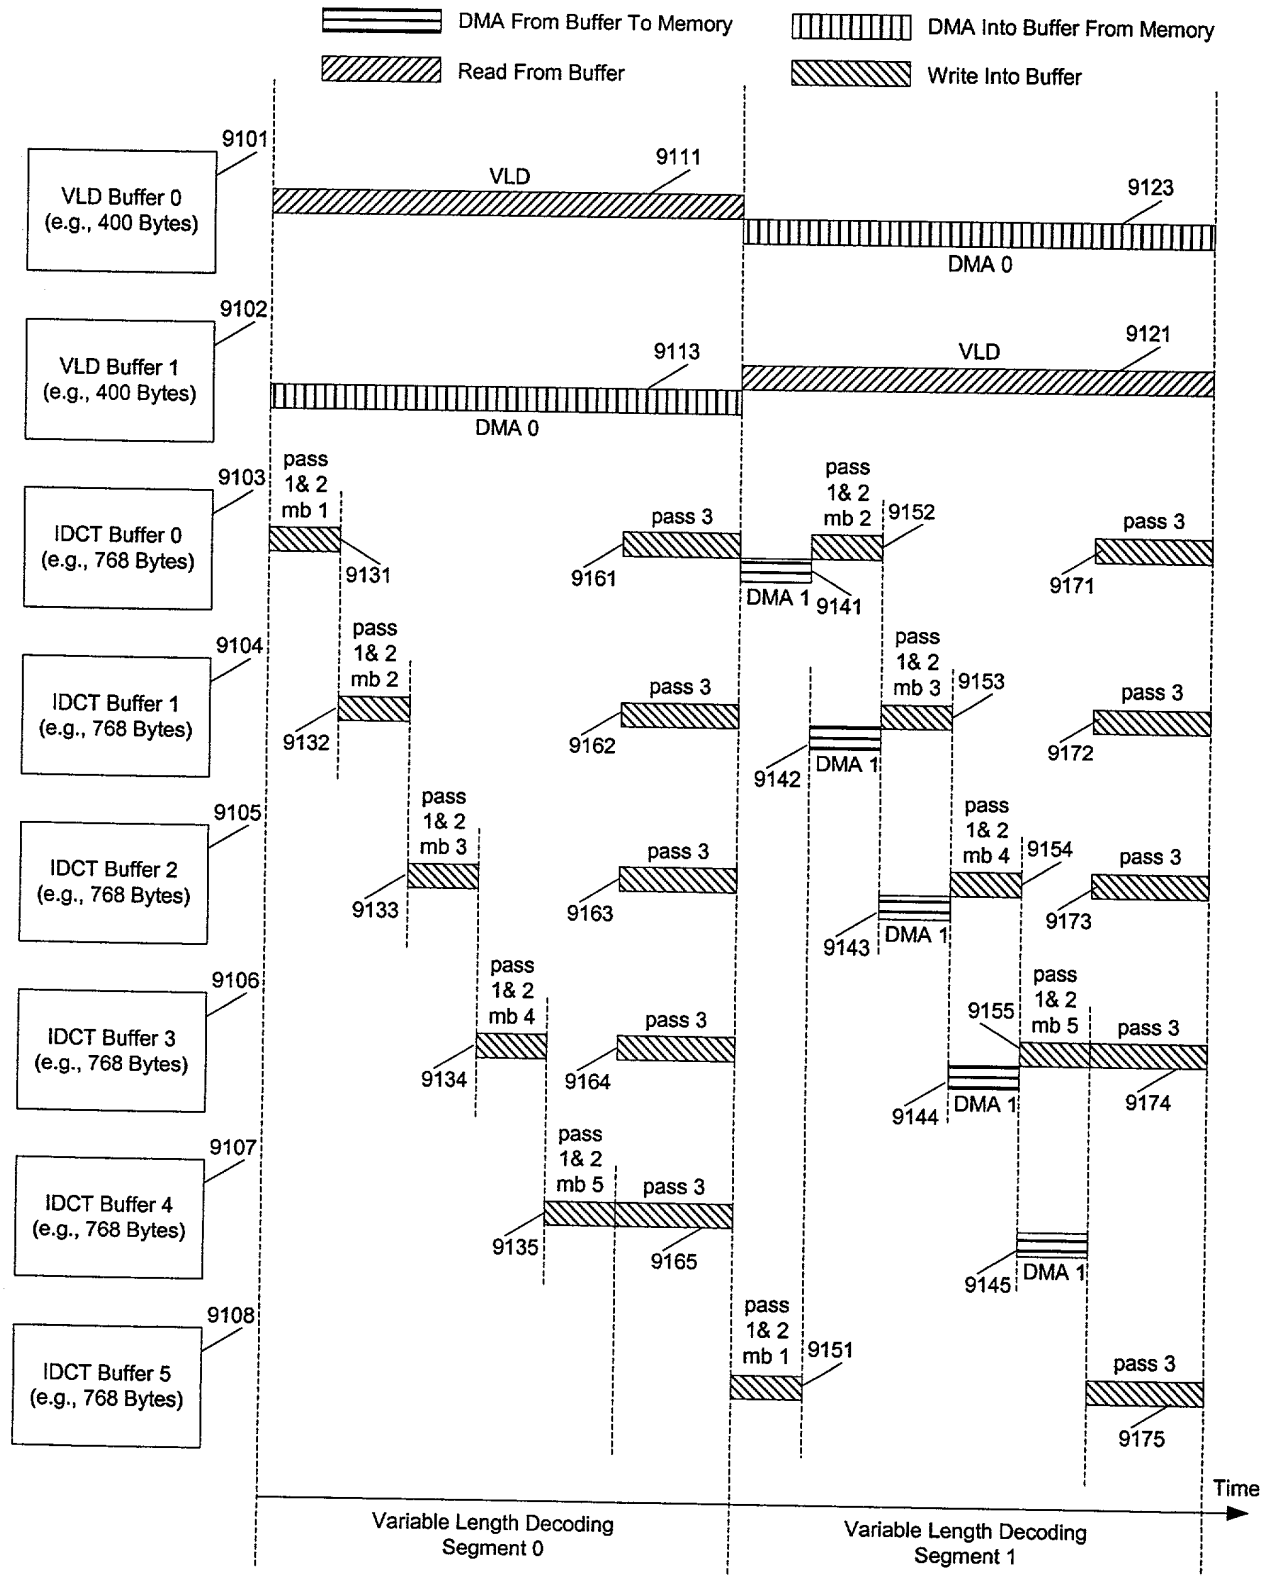 DMA From Buffer To Memory
DMA Into Buffer From Memory
Read From Buffer
Write Into Buffer
9101
VLD Buffer 0
(e.g., 400 Bytes)
VLD
9111
9123
DMA 0
9102
VLD Buffer 1
(e.g., 400 Bytes)
9113
DMA 0
VLD
9121
9103
IDCT Buffer 0
(e.g., 768 Bytes)
pass
1& 2
mb 1
9131
pass 3
9161
DMA 1
9141
pass
1& 2
mb 2
9152
pass 3
9171
9104
IDCT Buffer 1
(e.g., 768 Bytes)
pass
1& 2
mb 2
9132
pass 3
9162
9142
DMA 1
pass
1& 2
mb 3
9153
pass 3
9172
9105
IDCT Buffer 2
(e.g., 768 Bytes)
pass
1& 2
mb 3
9133
pass 3
9163
9143
DMA 1
pass
1& 2
mb 4
9154
pass 3
9173
9106
IDCT Buffer 3
(e.g., 768 Bytes)
pass
1& 2
mb 4
9134
pass 3
9164
9144
DMA 1
9155
pass
1& 2
mb 5
pass 3
9174
9107
IDCT Buffer 4
(e.g., 768 Bytes)
pass
1& 2
mb 5
9135
pass 3
9165
9145
DMA 1
9108
IDCT Buffer 5
(e.g., 768 Bytes)
pass
1& 2
mb 1
9151
pass 3
9175
Time
Variable Length Decoding
Segment 0
Variable Length Decoding
Segment 1